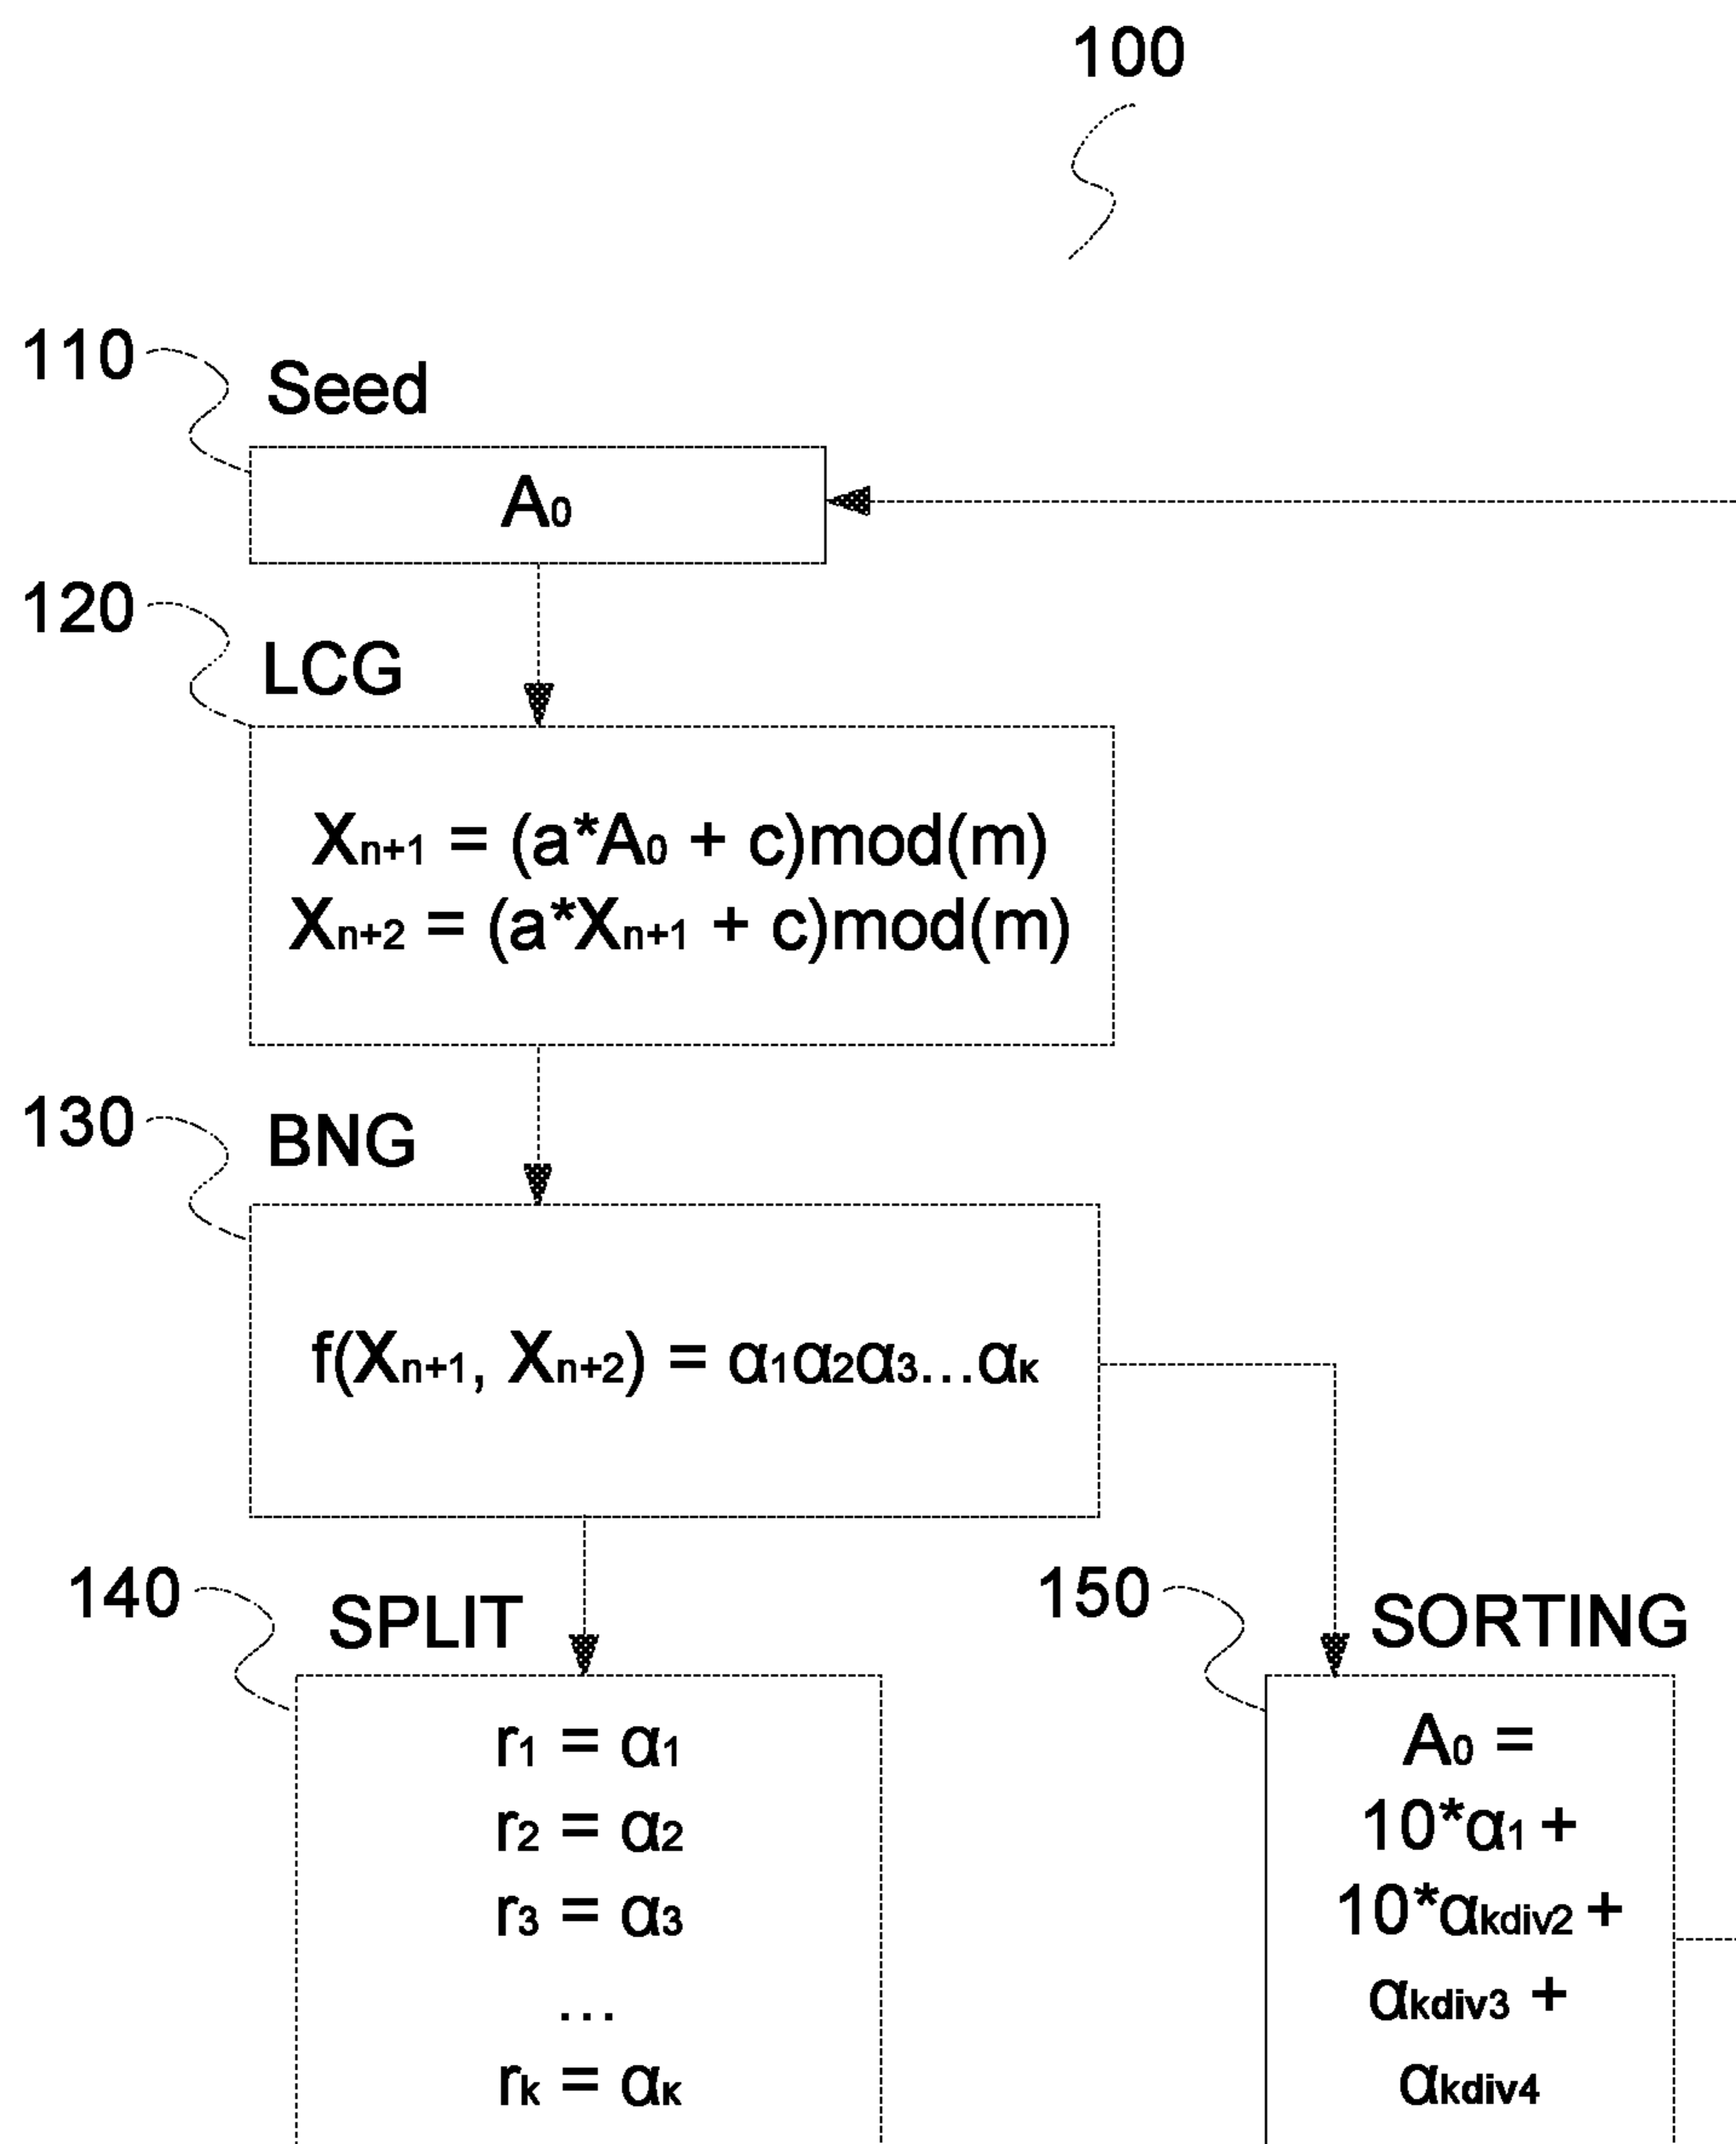 100
110
Seed
A₀
120
LCG
Xₙ₊₁ = (a*A₀ + c)mod(m)
Xₙ₊₂ = (a*Xₙ₊₁ + c)mod(m)
130
BNG
f(Xₙ₊₁, Xₙ₊₂) = α₁α₂α₃...αₖ
140
SPLIT
r₁ = α₁
r₂ = α₂
r₃ = α₃
...
rₖ = αₖ
150
SORTING
A₀ =
10*α₁ +
10*αkdiv2 +
αkdiv3 +
αkdiv4